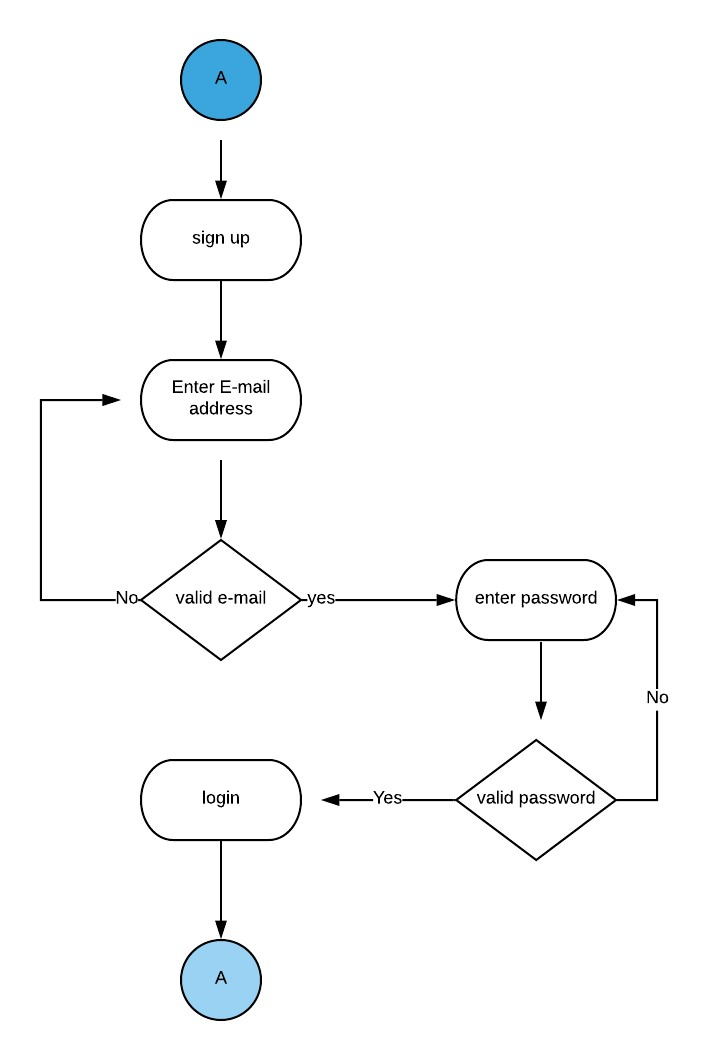 A
sign up
Enter E-mail
address
No
valid e-mail
yes
enter password
No
login
Yes
valid password
A